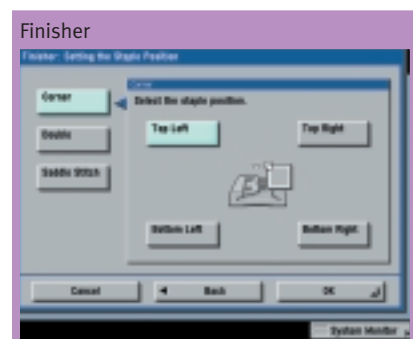 Finisher
Finisher: Setting the Staple Position
Corner
Corner
Select the staple position.
Double
Saddle Stitch
Top Left
Top Right
Bottom Left
Bottom Right
Cancel
◄ Back
OK
System Monitor